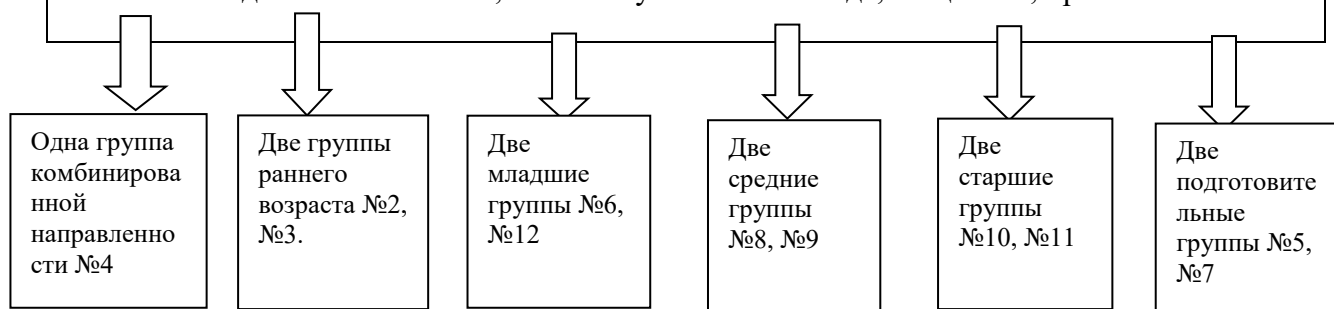 Одна группа
комбинирова
нной
направленно
сти №4
Две группы
раннего
возраста №2,
№3.
Две
младшие
группы №6,
№12
Две
средние
группы
№8, №9
Две
старшие
группы
№10, №11
Две
подготовите
льные
группы №5,
№7